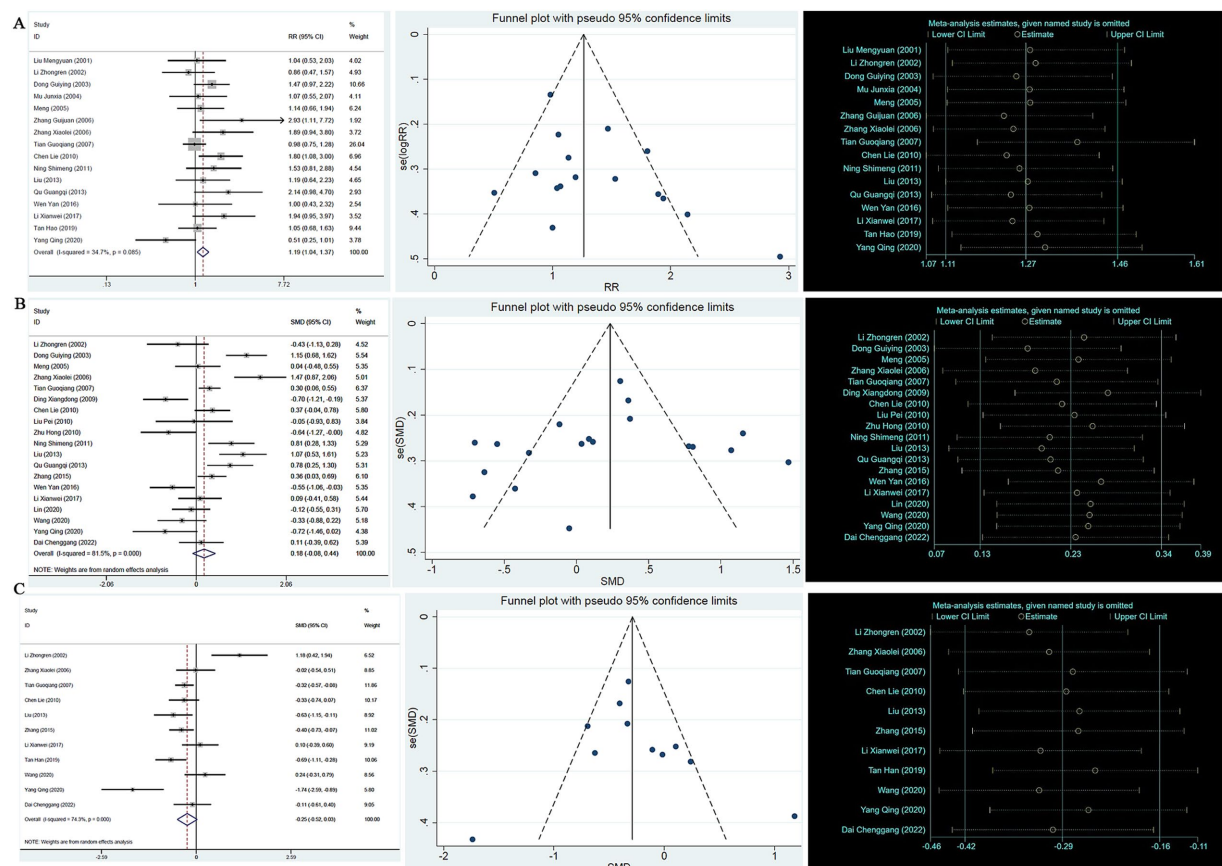 A
Study
%
ID
RR (95% CI)
Weight
Liu Mengyuan (2001) 1.04 (0.53, 2.03) 4.02
Li Zhongren (2002) 0.86 (0.47, 1.57) 4.93
Dong Guiying (2003) 1.47 (0.97, 2.22) 10.66
Mu Junxia (2004) 1.07 (0.55, 2.07) 4.11
Meng (2005) 1.14 (0.66, 1.94) 6.24
Zhang Guijuan (2006) 2.93 (1.11, 7.72) 1.92
Zhang Xiaolei (2006) 1.89 (0.94, 3.80) 3.72
Tian Guoqiang (2007) 0.98 (0.75, 1.28) 26.04
Chen Lie (2010) 1.80 (1.08, 3.00) 6.96
Ning Shimeng (2011) 1.53 (0.81, 2.88) 4.54
Liu (2013) 1.19 (0.64, 2.23) 4.65
Qu Guangqi (2013) 2.14 (0.98, 4.70) 2.93
Wen Yan (2016) 1.00 (0.43, 2.32) 2.54
Li Xianwei (2017) 1.94 (0.95, 3.97) 3.52
Tan Hao (2019) 1.05 (0.68, 1.63) 9.44
Yang Qing (2020) 0.51 (0.25, 1.01) 3.78
Overall (I-squared = 34.7%, p = 0.085) 1.19 (1.04, 1.37) 100.00
.13 1 7.72
Funnel plot with pseudo 95% confidence limits
se(logRR)
0
.1
.2
.3
.4
.5
0 1 2 3
RR
Meta-analysis estimates, given named study is omitted
Lower CI Limit Estimate Upper CI Limit
Liu Mengyuan (2001)
Li Zhongren (2002)
Dong Guiying (2003)
Mu Junxia (2004)
Meng (2005)
Zhang Guijuan (2006)
Zhang Xiaolei (2006)
Tian Guoqiang (2007)
Chen Lie (2010)
Ning Shimeng (2011)
Liu (2013)
Qu Guangqi (2013)
Wen Yan (2016)
Li Xianwei (2017)
Tan Hao (2019)
Yang Qing (2020)
1.07 1.11 1.27 1.46 1.61
B
Study
%
ID
SMD (95% CI)
Weight
Li Zhongren (2002) -0.43 (-1.13, 0.28) 4.52
Dong Guiying (2003) 1.15 (0.68, 1.62) 5.54
Meng (2005) 0.04 (-0.48, 0.55) 5.35
Zhang Xiaolei (2006) 1.47 (0.87, 2.06) 5.01
Tian Guoqiang (2007) 0.30 (0.06, 0.55) 6.37
Ding Xiangdong (2009) -0.70 (-1.21, -0.19) 5.37
Chen Lie (2010) 0.37 (-0.04, 0.78) 5.80
Liu Pei (2010) -0.05 (-0.93, 0.83) 3.84
Zhu Hong (2010) -0.64 (-1.27, -0.00) 4.82
Ning Shimeng (2011) 0.81 (0.28, 1.33) 5.29
Liu (2013) 1.07 (0.53, 1.61) 5.23
Qu Guangqi (2013) 0.78 (0.25, 1.30) 5.31
Zhang (2015) 0.36 (0.03, 0.69) 6.10
Wen Yan (2016) -0.55 (-1.06, -0.03) 5.35
Li Xianwei (2017) 0.09 (-0.41, 0.58) 5.44
Lin (2020) -0.12 (-0.55, 0.31) 5.70
Wang (2020) -0.33 (-0.88, 0.22) 5.18
Yang Qing (2020) -0.72 (-1.46, 0.02) 4.38
Dai Chenggang (2022) 0.11 (-0.39, 0.62) 5.39
Overall (I-squared = 81.5%, p = 0.000) 0.18 (-0.08, 0.44) 100.00
NOTE: Weights are from random effects analysis
-2.06 0 2.06
Funnel plot with pseudo 95% confidence limits
se(SMD)
0
.1
.2
.3
.4
.5
-1 -.5 0 .5 1 1.5
SMD
Meta-analysis estimates, given named study is omitted
Lower CI Limit Estimate Upper CI Limit
Li Zhongren (2002)
Dong Guiying (2003)
Meng (2005)
Zhang Xiaolei (2006)
Tian Guoqiang (2007)
Ding Xiangdong (2009)
Chen Lie (2010)
Liu Pei (2010)
Zhu Hong (2010)
Ning Shimeng (2011)
Liu (2013)
Qu Guangqi (2013)
Zhang (2015)
Wen Yan (2016)
Li Xianwei (2017)
Lin (2020)
Wang (2020)
Yang Qing (2020)
Dai Chenggang (2022)
0.07 0.13 0.23 0.34 0.39
C
Study
%
ID
SMD (95% CI)
Weight
Li Zhongren (2002) 1.18 (0.42, 1.94) 6.52
Zhang Xiaolei (2006) -0.02 (-0.54, 0.51) 8.65
Tian Guoqiang (2007) -0.32 (-0.57, -0.08) 11.86
Chen Lie (2010) -0.33 (-0.74, 0.07) 10.17
Liu (2013) -0.63 (-1.15, -0.11) 8.92
Zhang (2015) -0.40 (-0.73, -0.07) 11.02
Li Xianwei (2017) 0.10 (-0.39, 0.60) 9.19
Tan Han (2019) -0.69 (-1.11, -0.28) 10.06
Wang (2020) 0.24 (-0.31, 0.79) 8.56
Yang Qing (2020) -1.74 (-2.59, -0.89) 5.60
Dai Chenggang (2022) -0.11 (-0.61, 0.40) 9.05
Overall (I-squared = 74.3%, p = 0.000) -0.25 (-0.52, 0.03) 100.00
NOTE: Weights are from random effects analysis
-2.59 0 2.59
Funnel plot with pseudo 95% confidence limits
se(SMD)
0
.1
.2
.3
.4
-2 -1 0 1
SMD
Meta-analysis estimates, given named study is omitted
Lower CI Limit Estimate Upper CI Limit
Li Zhongren (2002)
Zhang Xiaolei (2006)
Tian Guoqiang (2007)
Chen Lie (2010)
Liu (2013)
Zhang (2015)
Li Xianwei (2017)
Tan Han (2019)
Wang (2020)
Yang Qing (2020)
Dai Chenggang (2022)
-0.46 -0.42 -0.29 -0.16 -0.11